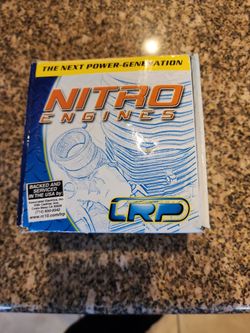 THE NEXT POWER-GENERATION
NITRO
ENGINES
BACKED AND
SERVICED
IN THE USA by:
LRP